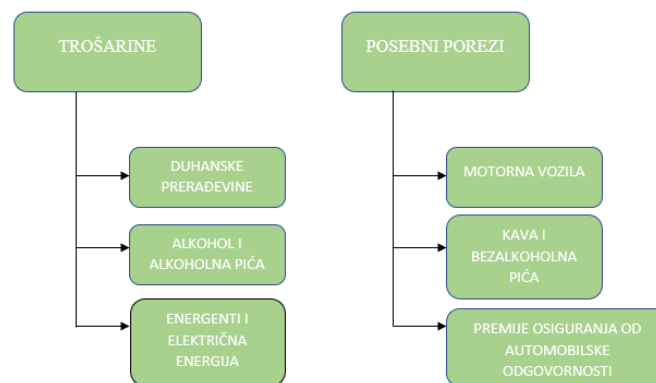 TROŠARINE
DUHANSKE
PRERAĐEVINE
ALKOHOL I
ALKOHOLNA PIĆA
ENERGENTI I
ELEKTRIČNA
ENERGIJA
POSEBNI POREZI
MOTORNA VOZILA
KAVA I
BEZALKOHOLNA
PIĆA
PREMIJE OSIGURANJA OD
AUTOMOBILSKE
ODGOVORNOSTI